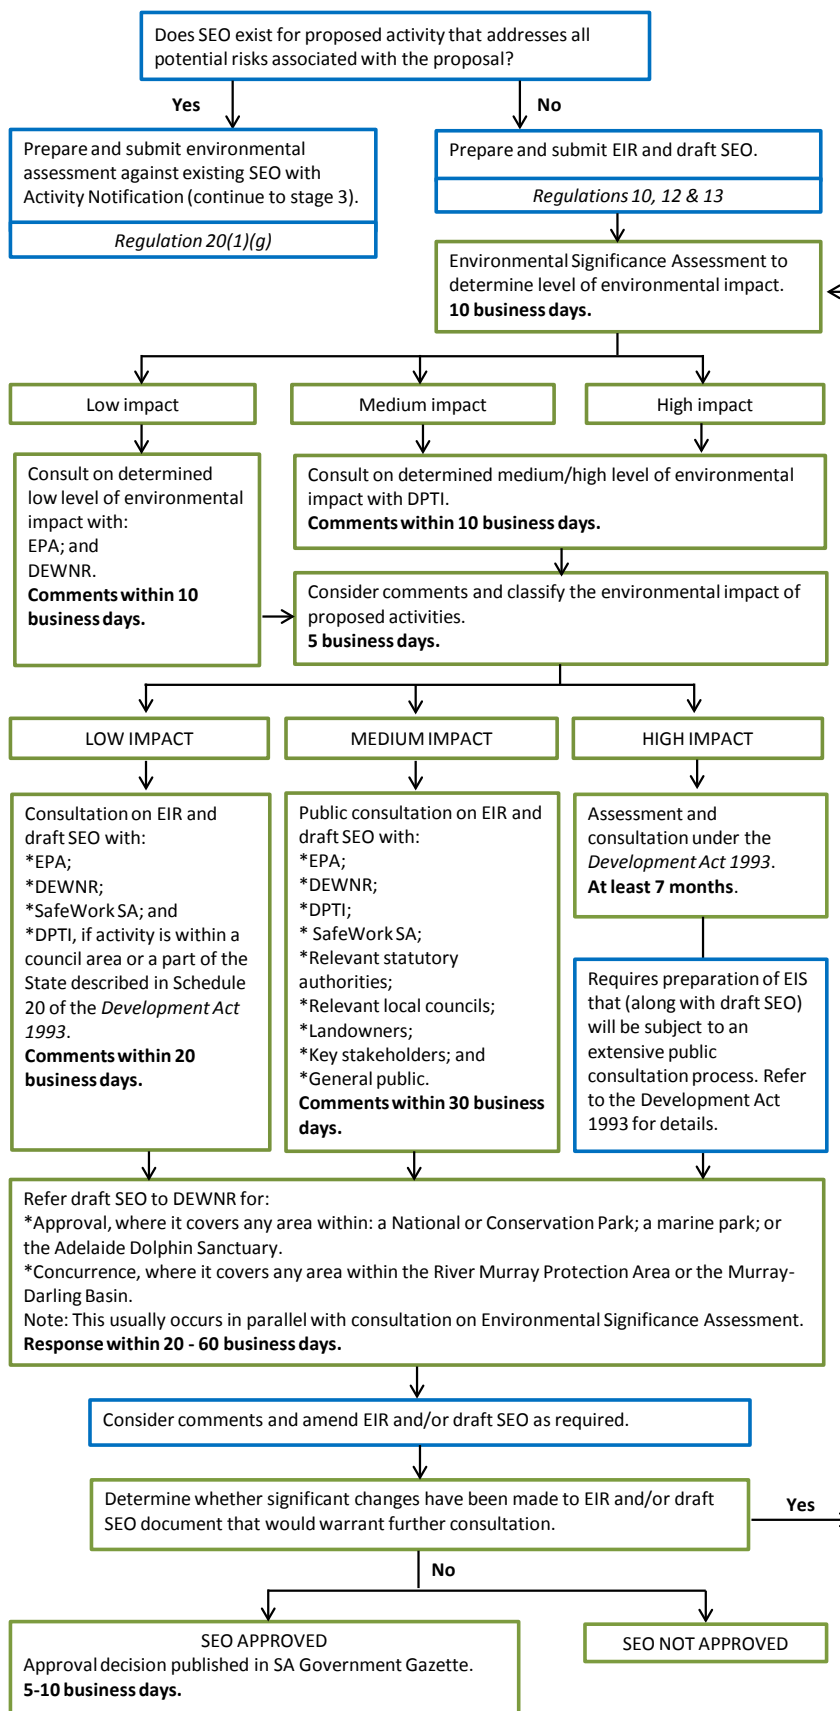 Does SEO exist for proposed activity that addresses all
potential risks associated with the proposal?
Yes
No
Prepare and submit environmental
assessment against existing SEO with
Activity Notification (continue to stage 3).
Regulation 20(1)(g)
Prepare and submit EIR and draft SEO.
Regulations 10, 12 & 13
Environmental Significance Assessment to
determine level of environmental impact.
10 business days.
Low impact
Medium impact
High impact
Consult on determined
low level of environmental
impact with:
EPA; and
DEWNR.
Comments within 10
business days.
Consult on determined medium/high level of environmental
impact with DPTI.
Comments within 10 business days.
Consider comments and classify the environmental impact of
proposed activities.
5 business days.
LOW IMPACT
MEDIUM IMPACT
HIGH IMPACT
Consultation on EIR and
draft SEO with:
*EPA;
*DEWNR;
*SafeWork SA; and
*DPTI, if activity is within a
council area or a part of the
State described in Schedule
20 of the Development Act
1993.
Comments within 20
business days.
Public consultation on EIR and
draft SEO with:
*EPA;
*DEWNR;
*DPTI;
* SafeWork SA;
*Relevant statutory
authorities;
*Relevant local councils;
*Landowners;
*Key stakeholders; and
*General public.
Comments within 30 business
days.
Assessment and
consultation under the
Development Act 1993.
At least 7 months.
Requires preparation of EIS
that (along with draft SEO)
will be subject to an
extensive public
consultation process. Refer
to the Development Act
1993 for details.
Refer draft SEO to DEWNR for:
*Approval, where it covers any area within: a National or Conservation Park; a marine park; or
the Adelaide Dolphin Sanctuary.
*Concurrence, where it covers any area within the River Murray Protection Area or the Murray-
Darling Basin.
Note: This usually occurs in parallel with consultation on Environmental Significance Assessment.
Response within 20 - 60 business days.
Consider comments and amend EIR and/or draft SEO as required.
Determine whether significant changes have been made to EIR and/or draft
SEO document that would warrant further consultation.
Yes
No
SEO APPROVED
Approval decision published in SA Government Gazette.
5-10 business days.
SEO NOT APPROVED